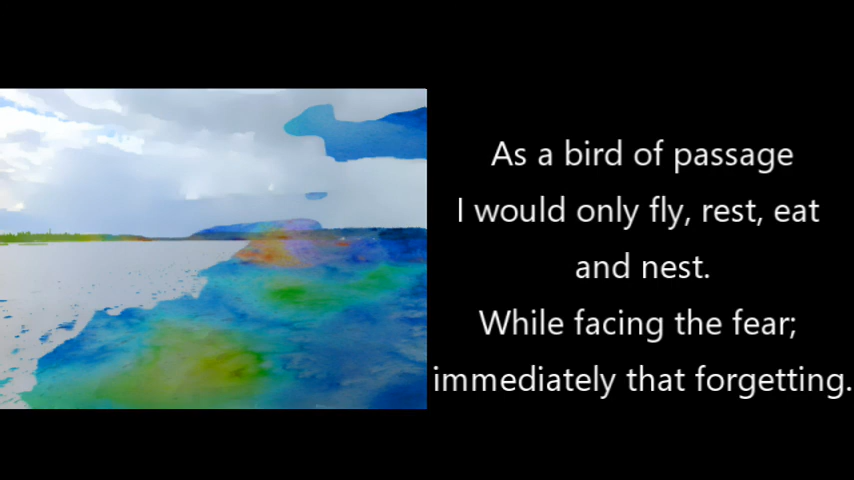 As a bird of passage
I would only fly, rest, eat
and nest.
While facing the fear;
immediately that forgetting.